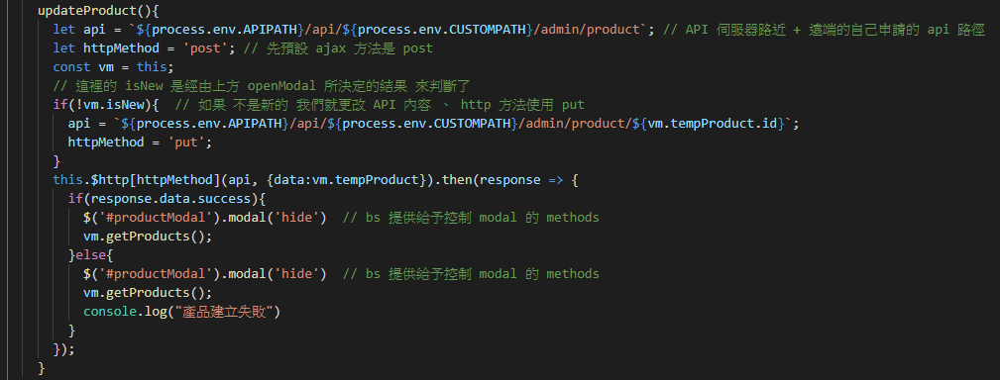 updateProduct(){
let api = `${process.env.APIPATH}/api/${process.env.CUSTOMPATH}/admin/product`; // API 伺服器路近 + 遠端的自己申請的 api 路徑
let httpMethod = 'post'; // 先預設 ajax 方法是 post
const vm = this;
// 這裡的 isNew 是經由上方 openModal 所決定的結果 來判斷了
if(!vm.isNew){ // 如果 不是新的 我們就更改 API 內容 、 http 方法使用 put
api = `${process.env.APIPATH}/api/${process.env.CUSTOMPATH}/admin/product/${vm.tempProduct.id}`;
httpMethod = 'put';
}
this.$http[httpMethod](api, {data:vm.tempProduct}).then(response => {
if(response.data.success){
$('#productModal').modal('hide') // bs 提供給予控制 modal 的 methods
vm.getProducts();
}else{
$('#productModal').modal('hide') // bs 提供給予控制 modal 的 methods
vm.getProducts();
console.log("產品建立失敗")
}
});
}